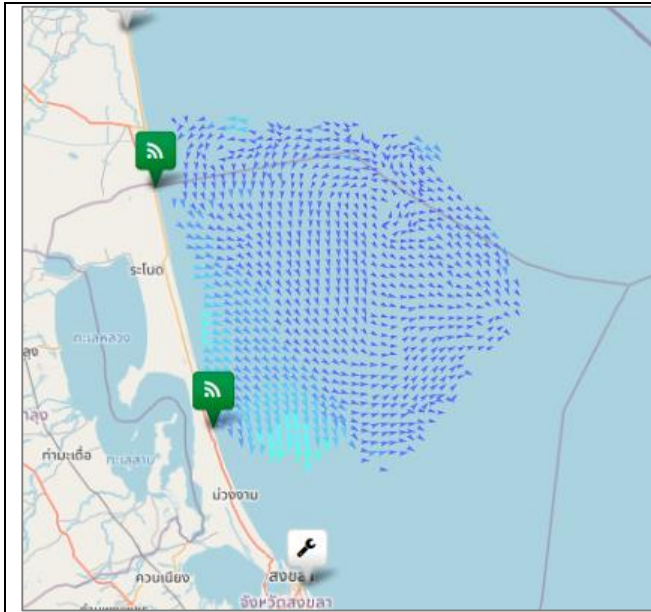 ระโนด
ทะเลหลวง
ลุง
ท่ามะเดื่อ
ทะเลสาบ
ม่วงงาม
ควนเนียง
สงขลา
จังหวัดสงขลา